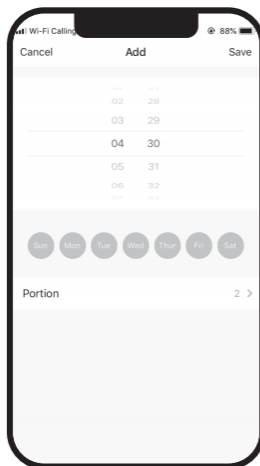 Wi-Fi Calling 88%
Cancel Add Save
02 28
03 29
04 30
05 31
06 32
Sun Mon Tue Wed Thur Fri Sat
Portion 2 >